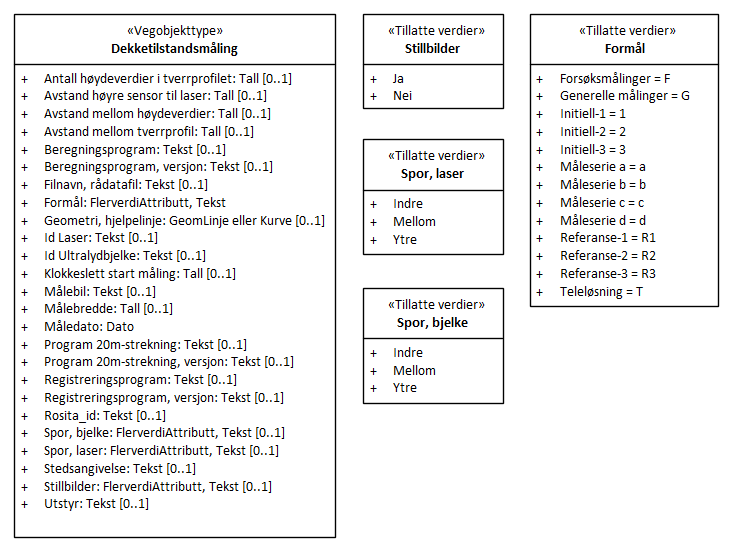 «Vegobjekttype»
Dekketilstandsmåling
+ Antall høydeverdier i tverrprofilet: Tall [0..1]
+ Avstand høyre sensor til laser: Tall [0..1]
+ Avstand mellom høydeverdier: Tall [0..1]
+ Avstand mellom tverrprofil: Tall [0..1]
+ Beregningsprogram: Tekst [0..1]
+ Beregningsprogram, versjon: Tekst [0..1]
+ Filnavn, rådatafil: Tekst [0..1]
+ Formål: FlerverdiAttributt, Tekst
+ Geometri, hjelpelinje: GeomLinje eller Kurve [0..1]
+ Id Laser: Tekst [0..1]
+ Id Ultralydbjelke: Tekst [0..1]
+ Klokkeslett start måling: Tall [0..1]
+ Målebil: Tekst [0..1]
+ Målebredde: Tall [0..1]
+ Måledato: Dato
+ Program 20m-strekning: Tekst [0..1]
+ Program 20m-strekning, versjon: Tekst [0..1]
+ Registreringsprogram: Tekst [0..1]
+ Registreringsprogram, versjon: Tekst [0..1]
+ Rosita_id: Tekst [0..1]
+ Spor, bjelke: FlerverdiAttributt, Tekst [0..1]
+ Spor, laser: FlerverdiAttributt, Tekst [0..1]
+ Stedsangivelse: Tekst [0..1]
+ Stillbilder: FlerverdiAttributt, Tekst [0..1]
+ Utstyr: Tekst [0..1]
«Tillatte verdier»
Stillbilder
+ Ja
+ Nei
«Tillatte verdier»
Spor, laser
+ Indre
+ Mellom
+ Ytre
«Tillatte verdier»
Spor, bjelke
+ Indre
+ Mellom
+ Ytre
«Tillatte verdier»
Formål
+ Forsøksmålinger = F
+ Generelle målinger = G
+ Initiell-1 = 1
+ Initiell-2 = 2
+ Initiell-3 = 3
+ Måleserie a = a
+ Måleserie b = b
+ Måleserie c = c
+ Måleserie d = d
+ Referanse-1 = R1
+ Referanse-2 = R2
+ Referanse-3 = R3
+ Teleløsning = T